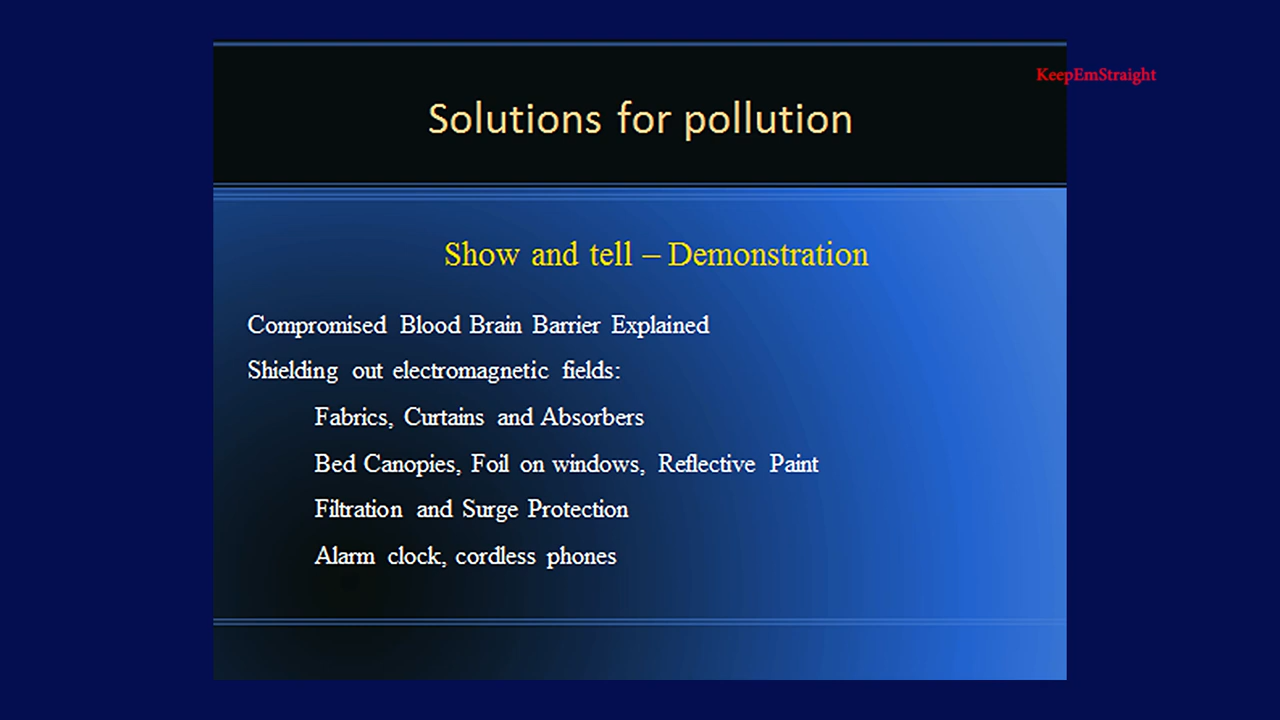 KeepEmStraight
Solutions for pollution
Show and tell – Demonstration
Compromised Blood Brain Barrier Explained
Shielding out electromagnetic fields:
Fabrics, Curtains and Absorbers
Bed Canopies, Foil on windows, Reflective Paint
Filtration and Surge Protection
Alarm clock, cordless phones